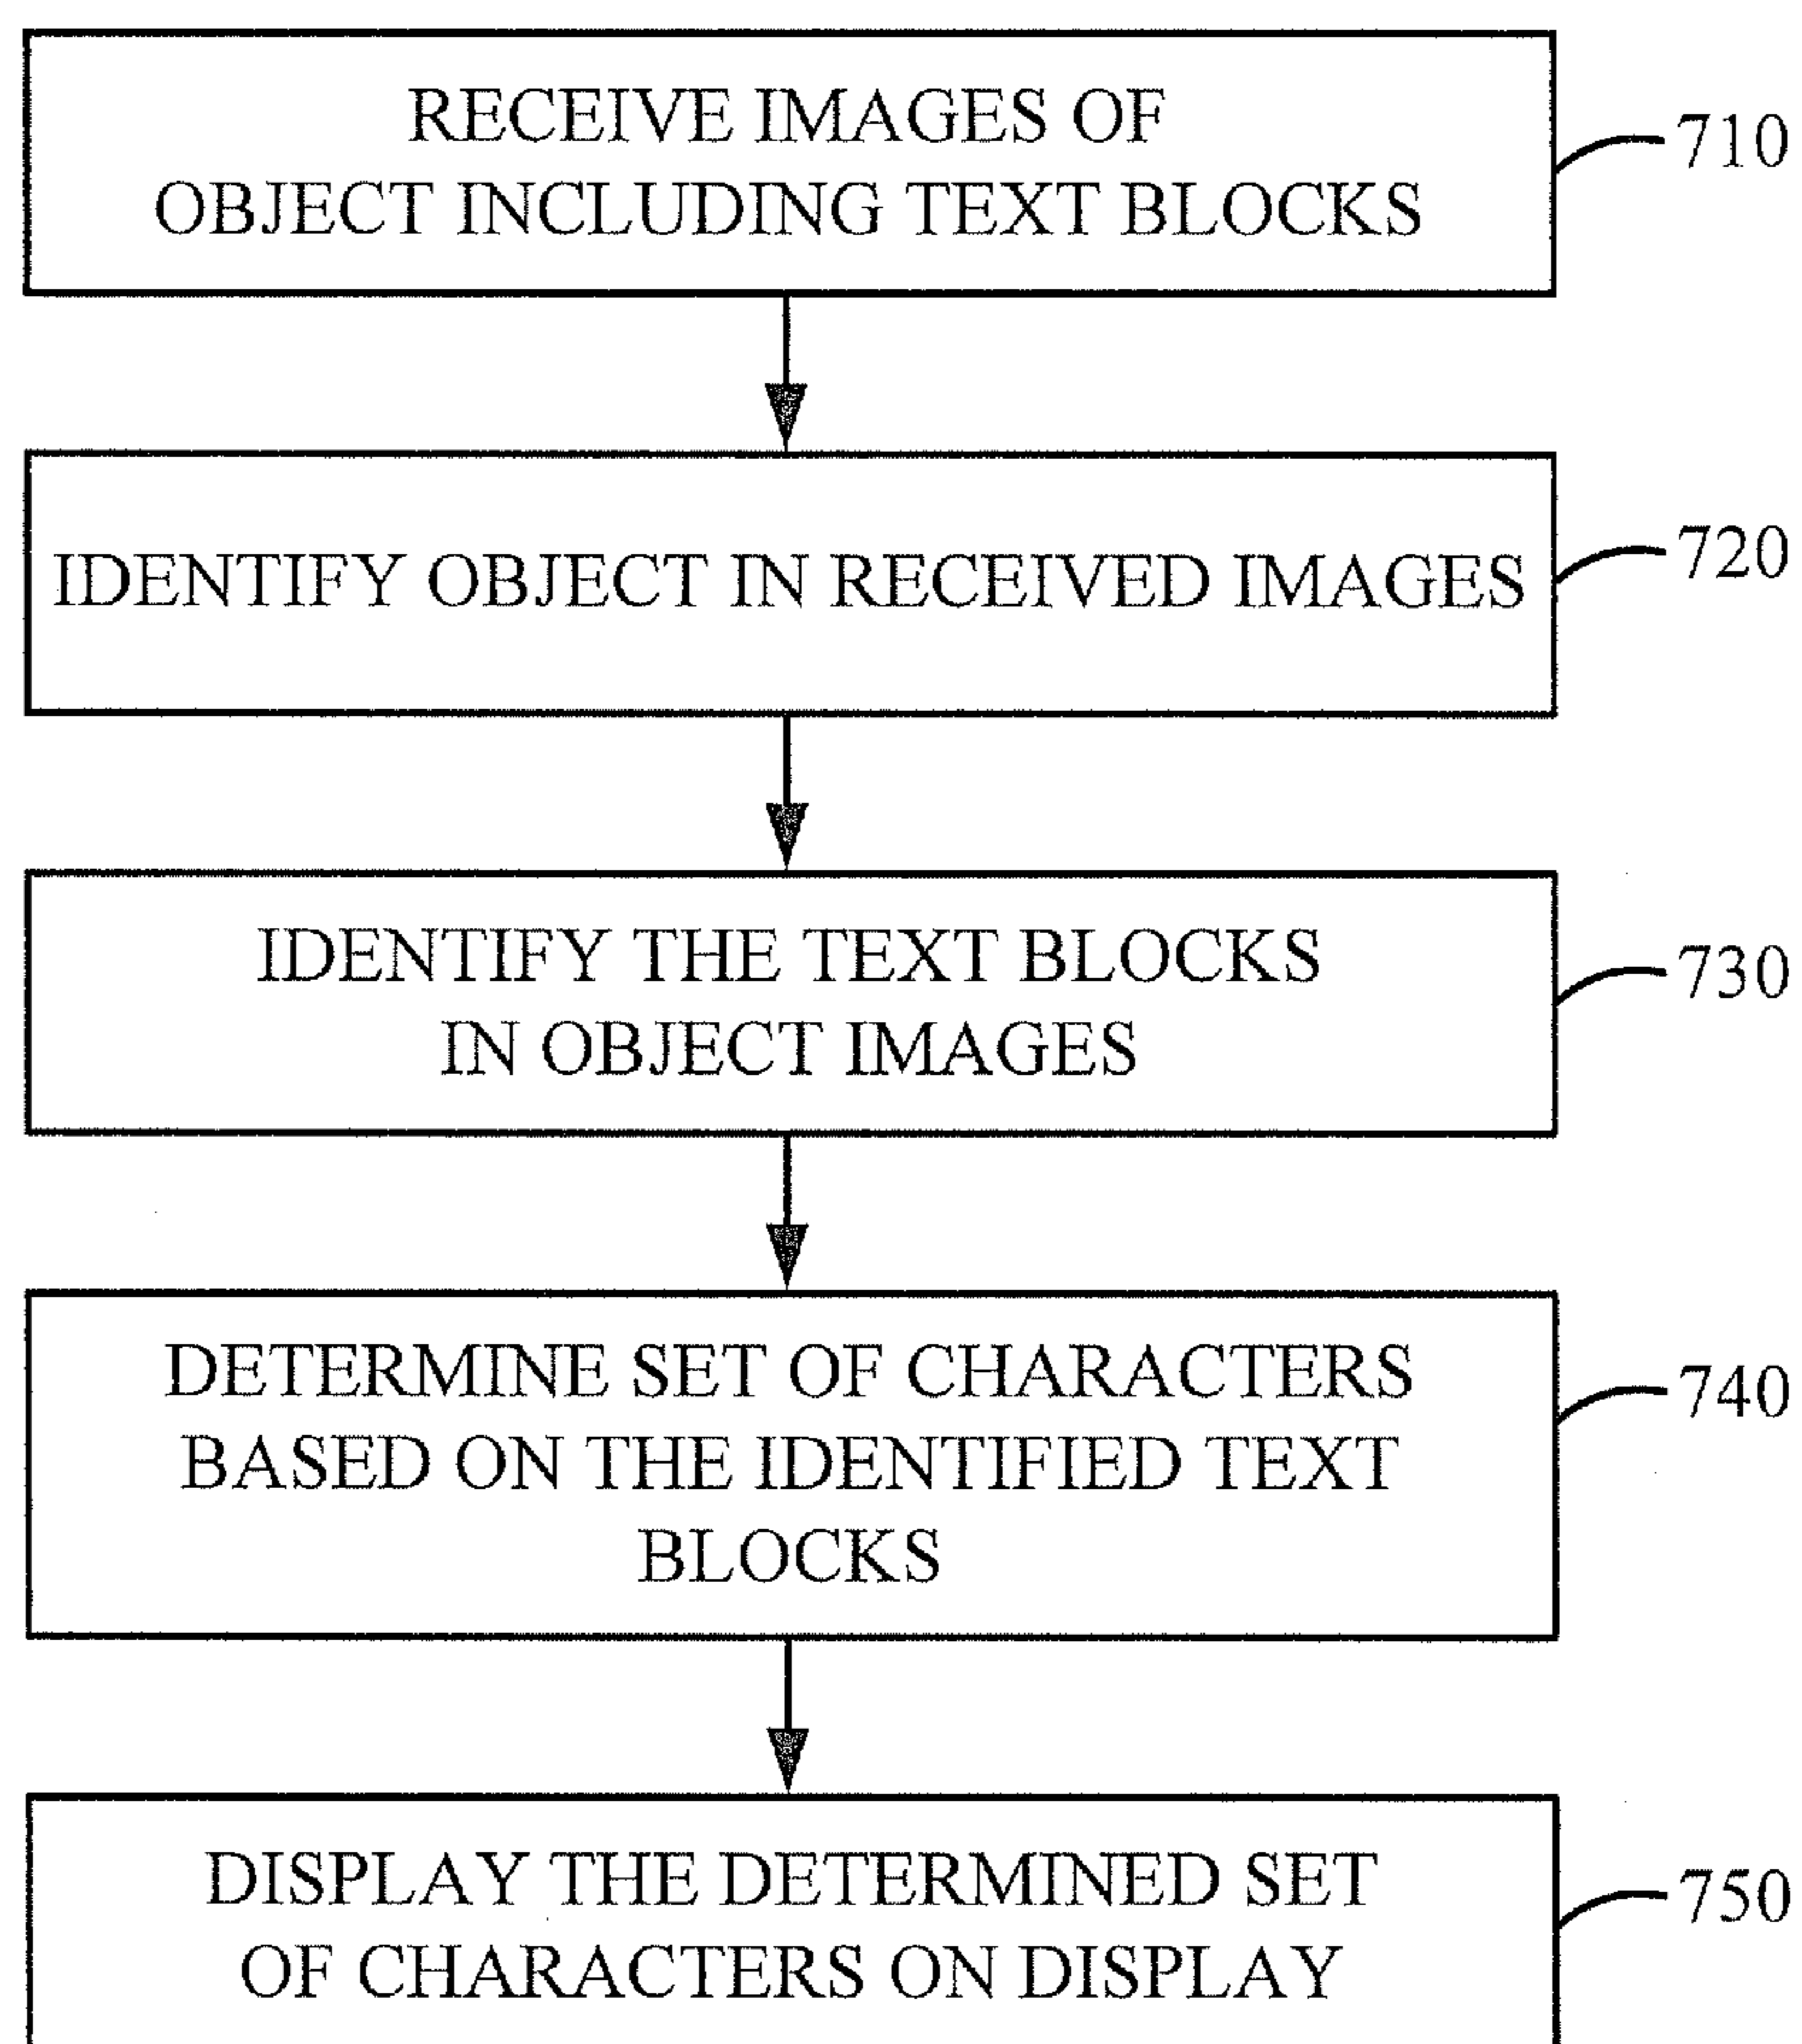 RECEIVE IMAGES OF
OBJECT INCLUDING TEXT BLOCKS
710
IDENTIFY OBJECT IN RECEIVED IMAGES
720
IDENTIFY THE TEXT BLOCKS
IN OBJECT IMAGES
730
DETERMINE SET OF CHARACTERS
BASED ON THE IDENTIFIED TEXT
BLOCKS
740
DISPLAY THE DETERMINED SET
OF CHARACTERS ON DISPLAY
750